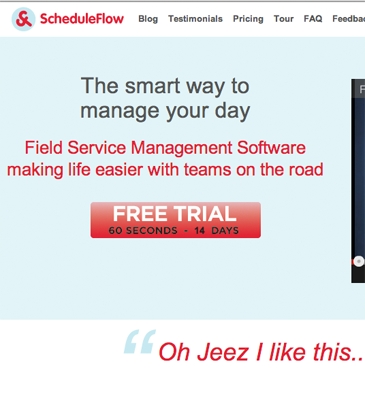 ScheduleFlow Blog Testimonials Pricing Tour FAQ Feedba
The smart way to
manage your day
Field Service Management Software
making life easier with teams on the road
FREE TRIAL
60 SECONDS - 14 DAYS
“ Oh Jeez I like this..